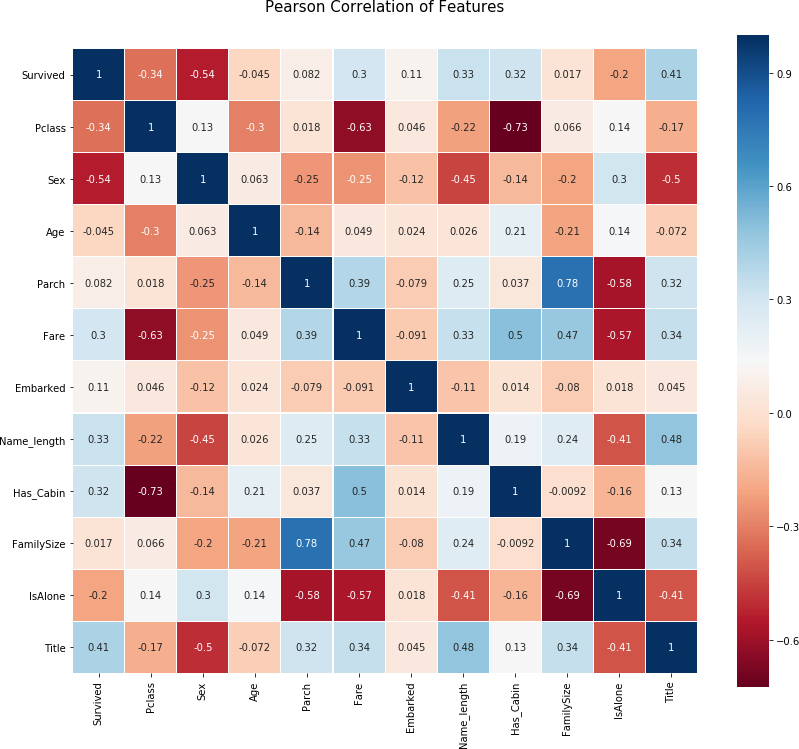 Pearson Correlation of Features
Survived 1 -0.34 -0.54 -0.045 0.082 0.3 0.11 0.33 0.32 0.017 -0.2 0.41
Pclass -0.34 1 0.13 -0.3 0.018 -0.63 0.046 -0.22 -0.73 0.066 0.14 -0.17
Sex -0.54 0.13 1 0.063 -0.25 -0.25 -0.12 -0.45 -0.14 -0.2 0.3 -0.5
Age -0.045 -0.3 0.063 1 -0.14 0.049 0.024 0.026 0.21 -0.21 0.14 -0.072
Parch 0.082 0.018 -0.25 -0.14 1 0.39 -0.079 0.25 0.037 0.78 -0.58 0.32
Fare 0.3 -0.63 -0.25 0.049 0.39 1 -0.091 0.33 0.5 0.47 -0.57 0.34
Embarked 0.11 0.046 -0.12 0.024 -0.079 -0.091 1 -0.11 0.014 -0.08 0.018 0.045
Name_length 0.33 -0.22 -0.45 0.026 0.25 0.33 -0.11 1 0.19 0.24 -0.41 0.48
Has_Cabin 0.32 -0.73 -0.14 0.21 0.037 0.5 0.014 0.19 1 -0.0092 -0.16 0.13
FamilySize 0.017 0.066 -0.2 -0.21 0.78 0.47 -0.08 0.24 -0.0092 1 -0.69 0.34
IsAlone -0.2 0.14 0.3 0.14 -0.58 -0.57 0.018 -0.41 -0.16 -0.69 1 -0.41
Title 0.41 -0.17 -0.5 -0.072 0.32 0.34 0.045 0.48 0.13 0.34 -0.41 1
Survived Pclass Sex Age Parch Fare Embarked Name_length Has_Cabin FamilySize IsAlone Title
0.9
0.6
0.3
0.0
−0.3
−0.6